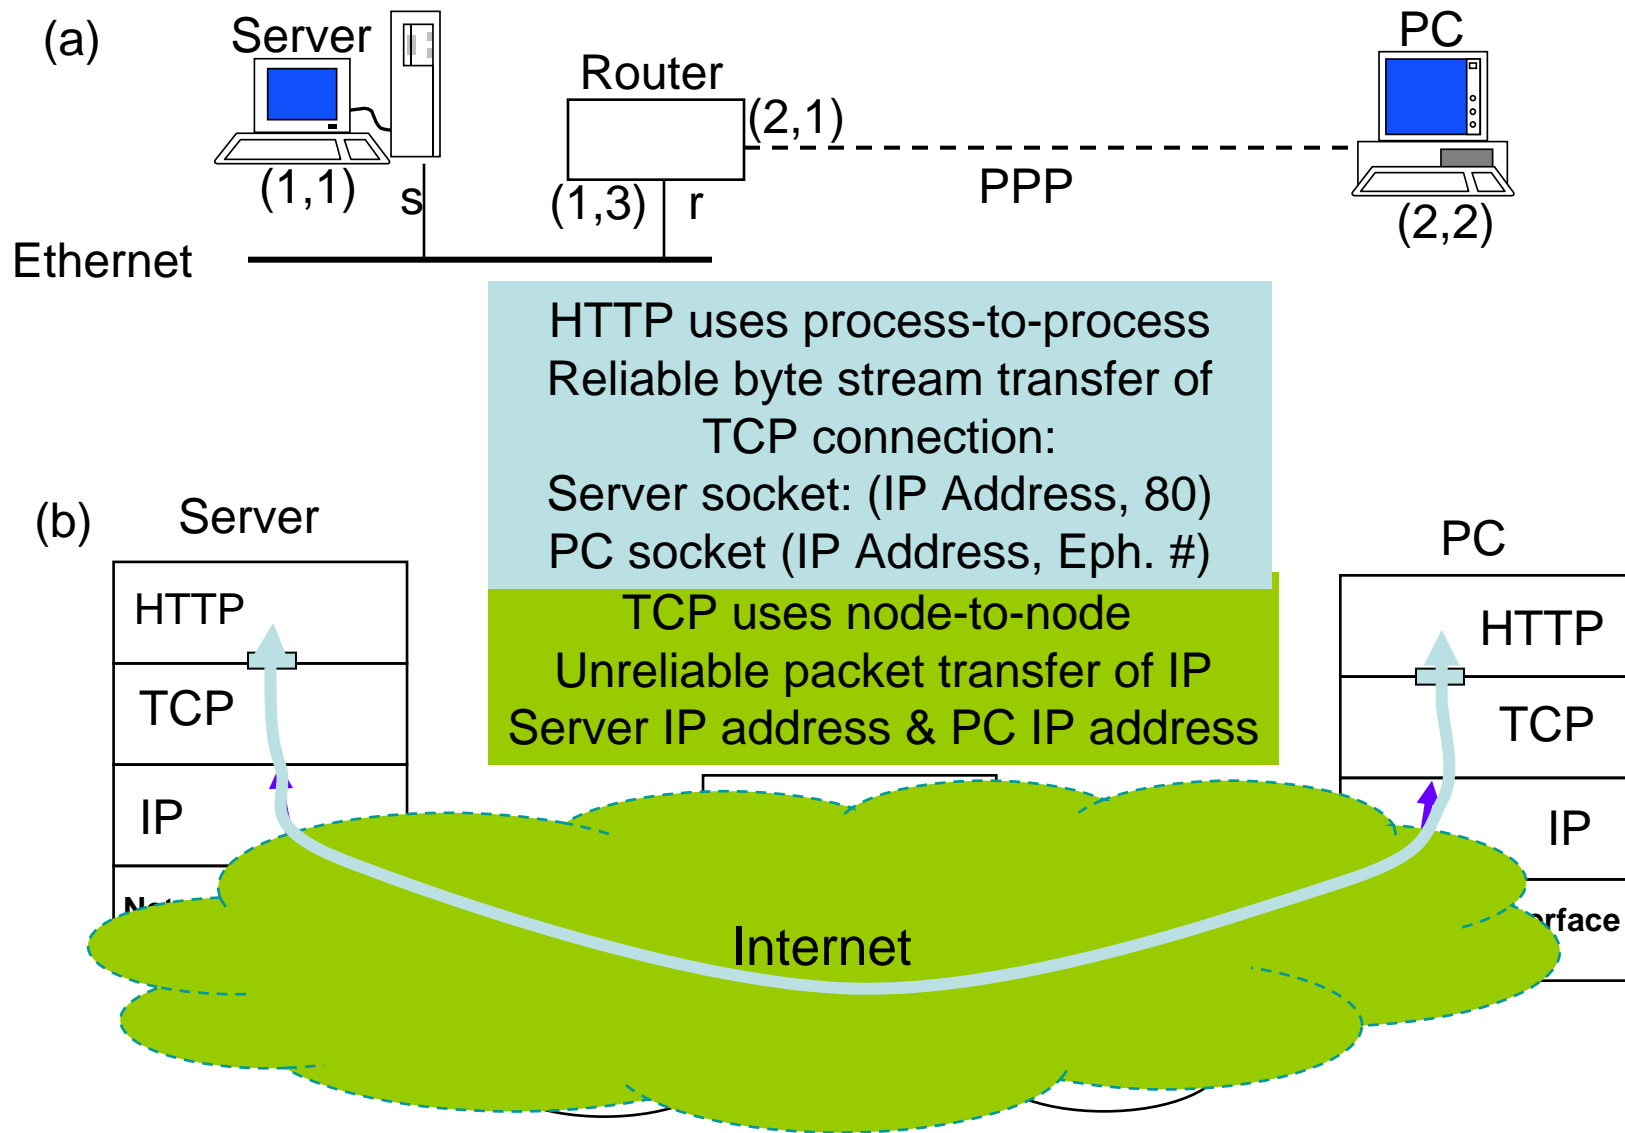 (a)
Server
Router
PC
(2,1)
(1,1)
s
(1,3)
r
PPP
(2,2)
Ethernet
HTTP uses process-to-process
Reliable byte stream transfer of
TCP connection:
Server socket: (IP Address, 80)
PC socket (IP Address, Eph. #)
TCP uses node-to-node
Unreliable packet transfer of IP
Server IP address & PC IP address
(b)
Server
HTTP
TCP
IP
PC
HTTP
TCP
IP
Internet